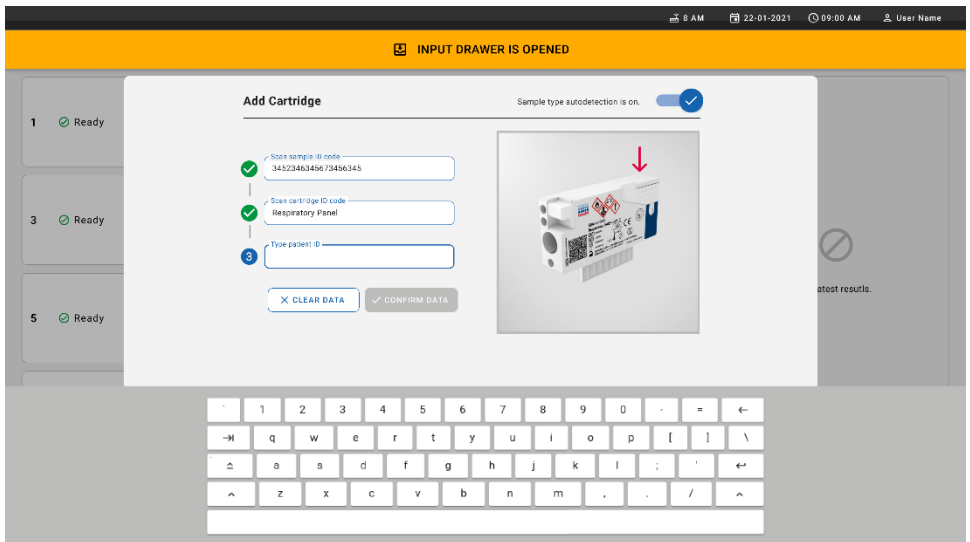 8 AM 22-01-2021 09:00 AM User Name
INPUT DRAWER IS OPENED
Add Cartridge
Sample type autodetection is on.
1 Ready
Scan sample ID code
3452346345673456345
Scan cartridge ID code
Respiratory Panel
3 Ready
Type patient ID
3
atest resutls.
CLEAR DATA
CONFIRM DATA
5 Ready
` 1 2 3 4 5 6 7 8 9 0 - =
q w e r t y u i o p [ ] \
a s d f g h j k l ; '
z x c v b n m , . /